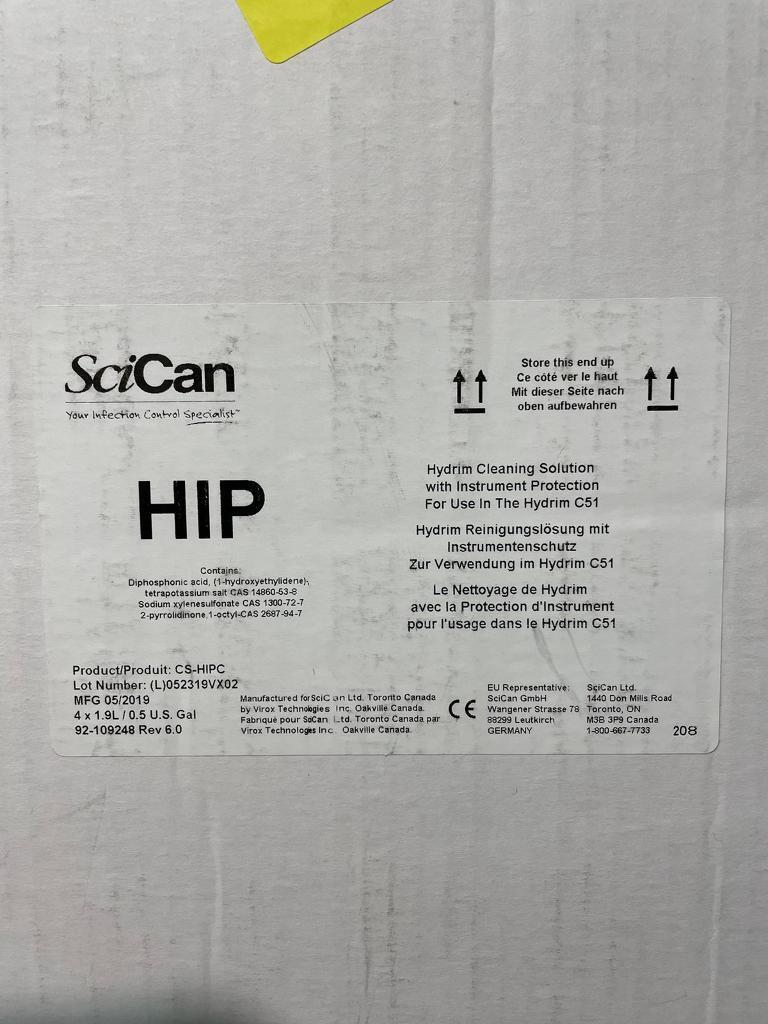 SciCan
Your Infection Control Specialist™
Store this end up
Ce côté ver le haut
Mit dieser Seite nach
oben aufbewahren
HIP
Contains:
Diphosphonic acid, (1-hydroxyethylidene);
tetrapotassium salt CAS 14860-53-8
Sodium xylenesulfonate CAS 1300-72-7
2-pyrrolidinone,1-octyl-CAS 2687-94-7
Hydrim Cleaning Solution
with Instrument Protection
For Use In The Hydrim C51
Hydrim Reinigungslösung mit
Instrumentenschutz
Zur Verwendung im Hydrim C51
Le Nettoyage de Hydrim
avec la Protection d'Instrument
pour l'usage dans le Hydrim C51
Product/Produit: CS-HIPC
Lot Number: (L)052319VX02
MFG 05/2019
4 x 1.9L / 0.5 U.S. Gal
92-109248 Rev 6.0
Manufactured for SciCan Ltd. Toronto Canada
by Virox Technologies Inc. Oakville Canada.
Fabriqué pour SciCan Ltd. Toronto Canada par
Virox Technologies Inc. Oakville Canada.
CE
EU Representative:
SciCan GmbH
Wangener Strasse 78
88299 Leutkirch
GERMANY
SciCan Ltd.
1440 Don Mills Road
Toronto, ON
M3B 3P9 Canada
1-800-667-7733
208